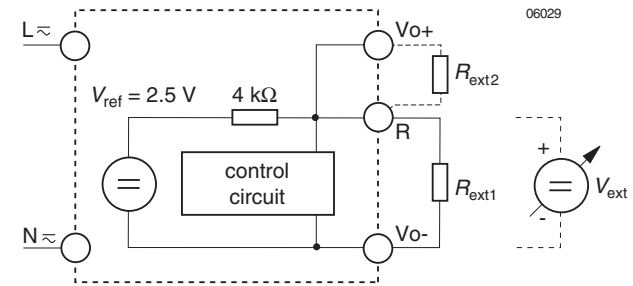 06029
L ⎓
Vo+
Rext2
Vref = 2.5 V
4 kΩ
R
+
control
circuit
Rext1
Vext
-
N ⎓
Vo-